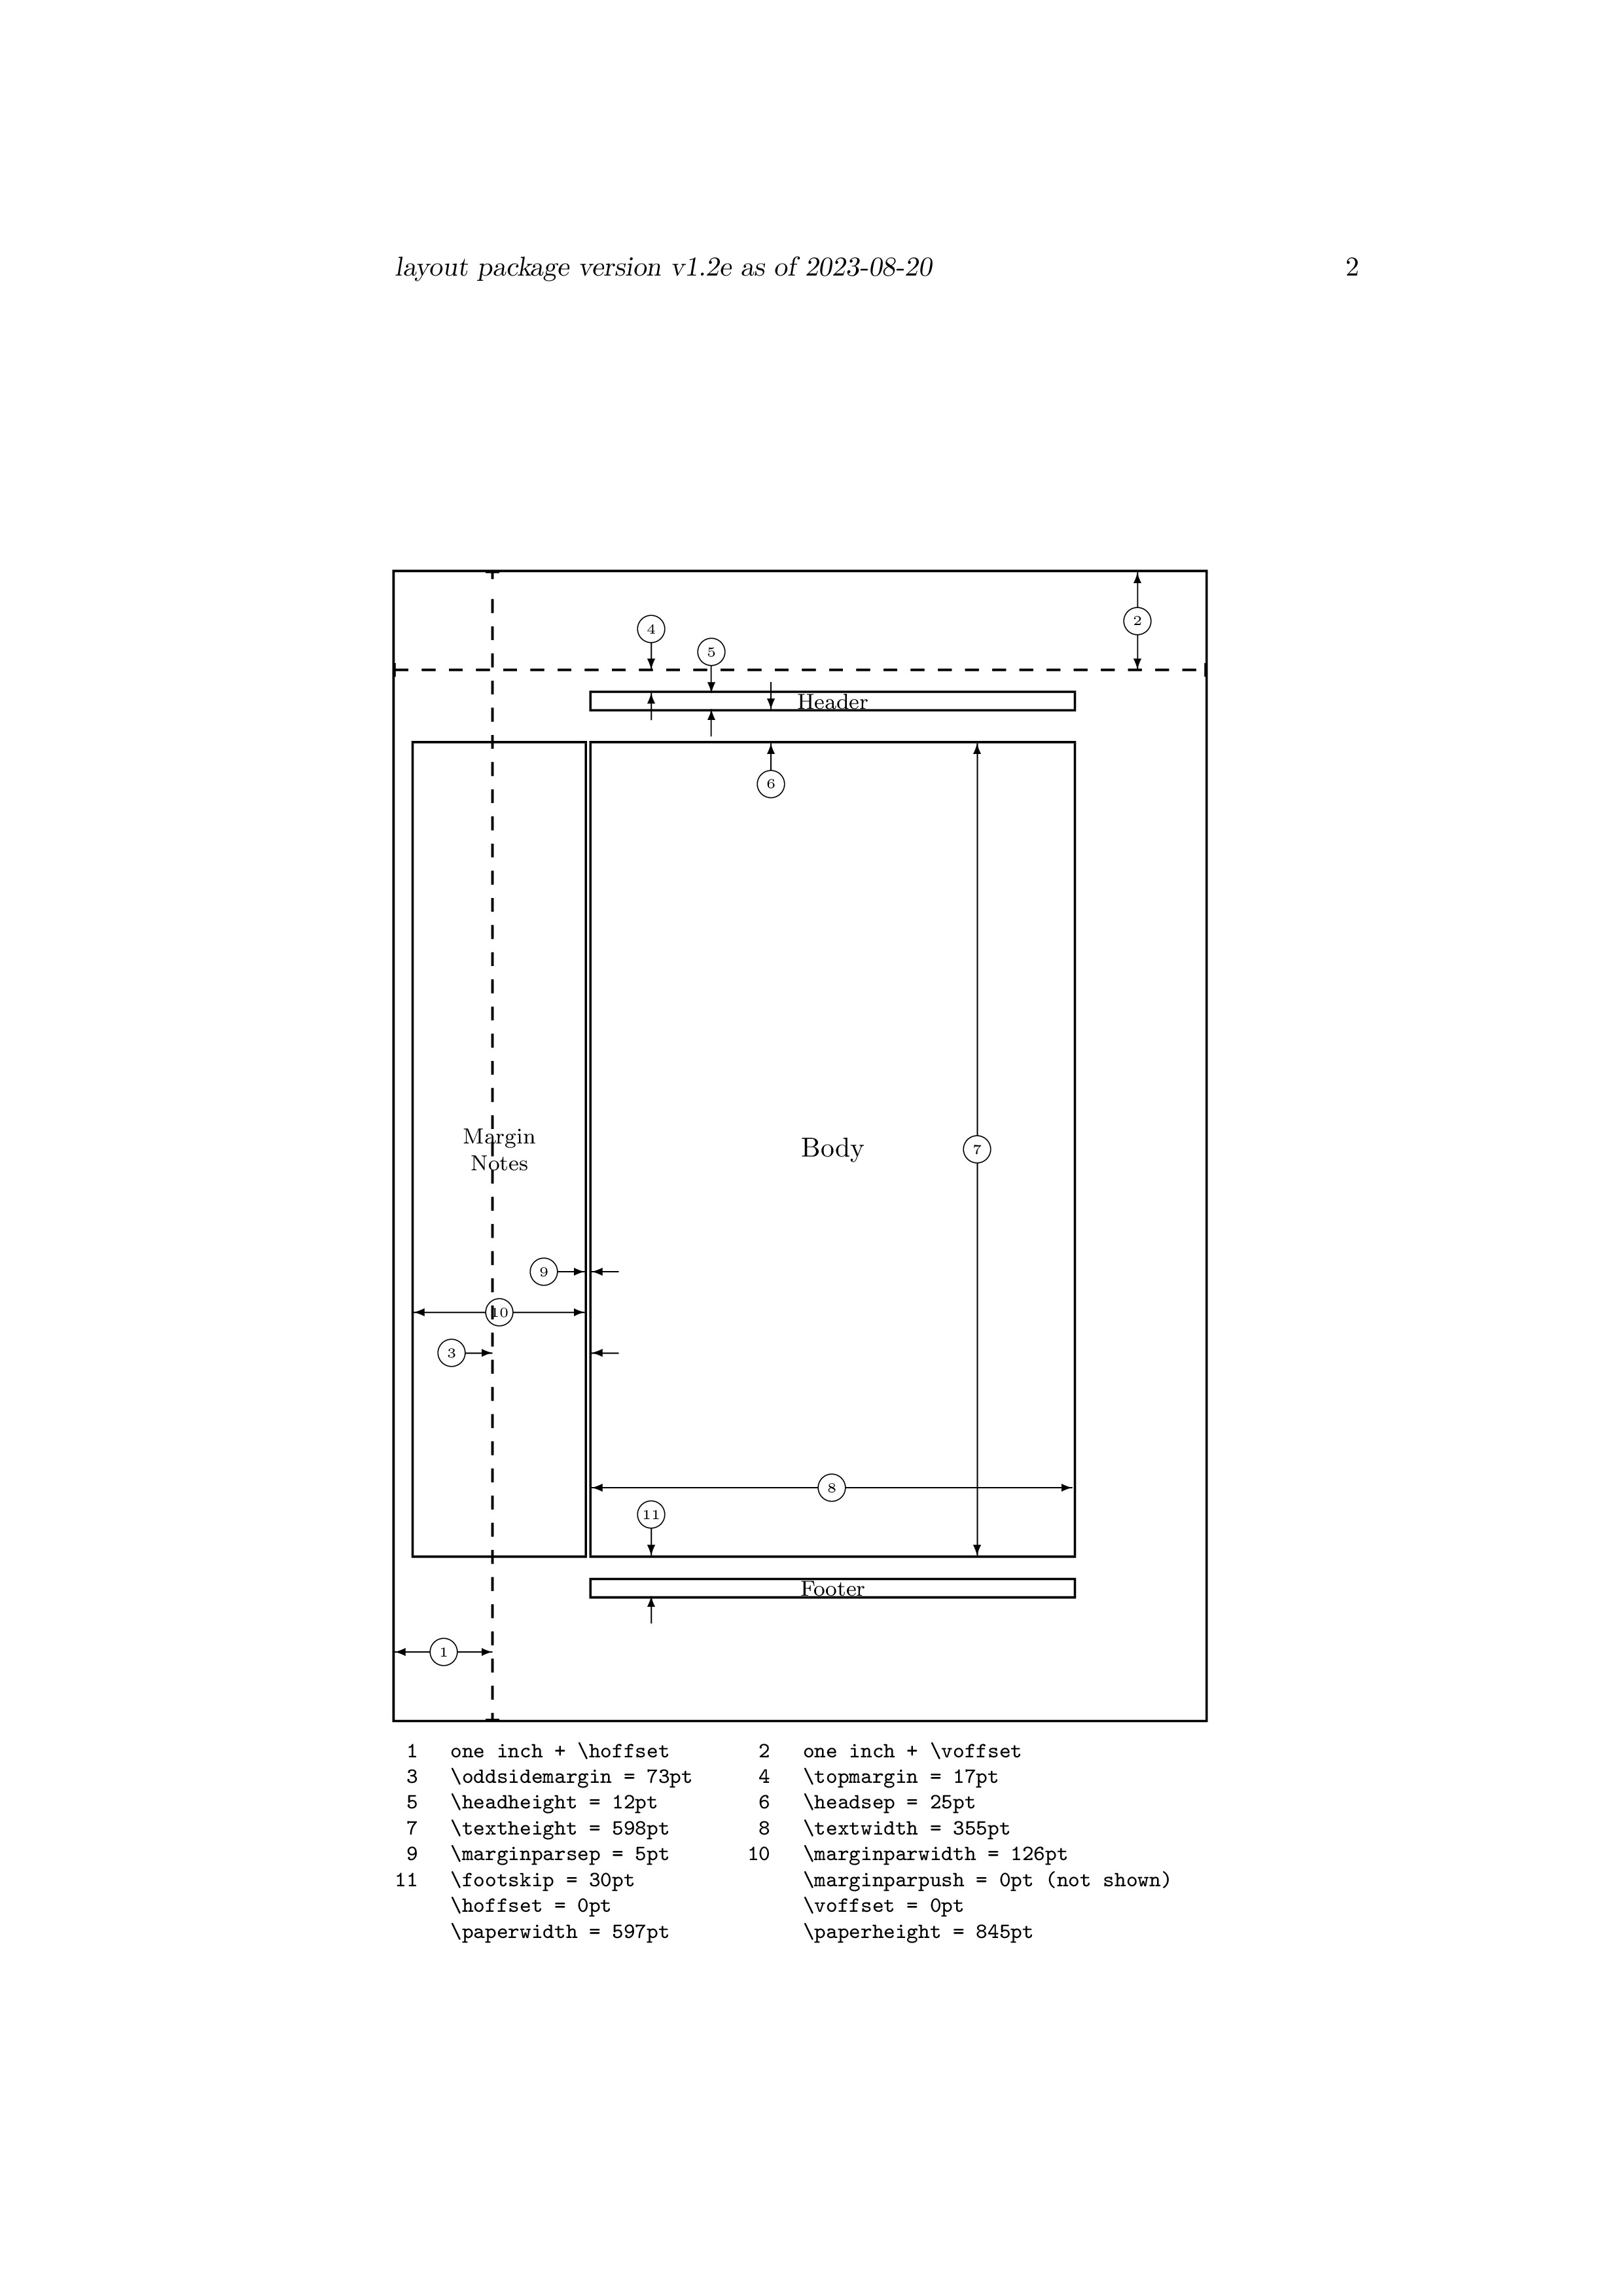 layout package version v1.2e as of 2023-08-20 2
2
4
5
Header
6
Body
7
Margin
Notes
9
10
3
8
11
Footer
1
1 one inch + \hoffset 2 one inch + \voffset
3 \oddsidemargin = 73pt 4 \topmargin = 17pt
5 \headheight = 12pt 6 \headsep = 25pt
7 \textheight = 598pt 8 \textwidth = 355pt
9 \marginparsep = 5pt 10 \marginparwidth = 126pt
11 \footskip = 30pt \marginparpush = 0pt (not shown)
\hoffset = 0pt \voffset = 0pt
\paperwidth = 597pt \paperheight = 845pt